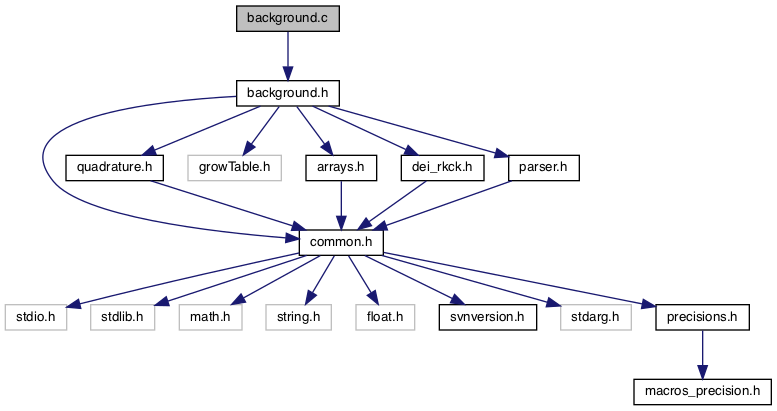 background.c
background.h
quadrature.h
growTable.h
arrays.h
dei_rkck.h
parser.h
common.h
stdio.h
stdlib.h
math.h
string.h
float.h
svnversion.h
stdarg.h
precisions.h
macros_precision.h